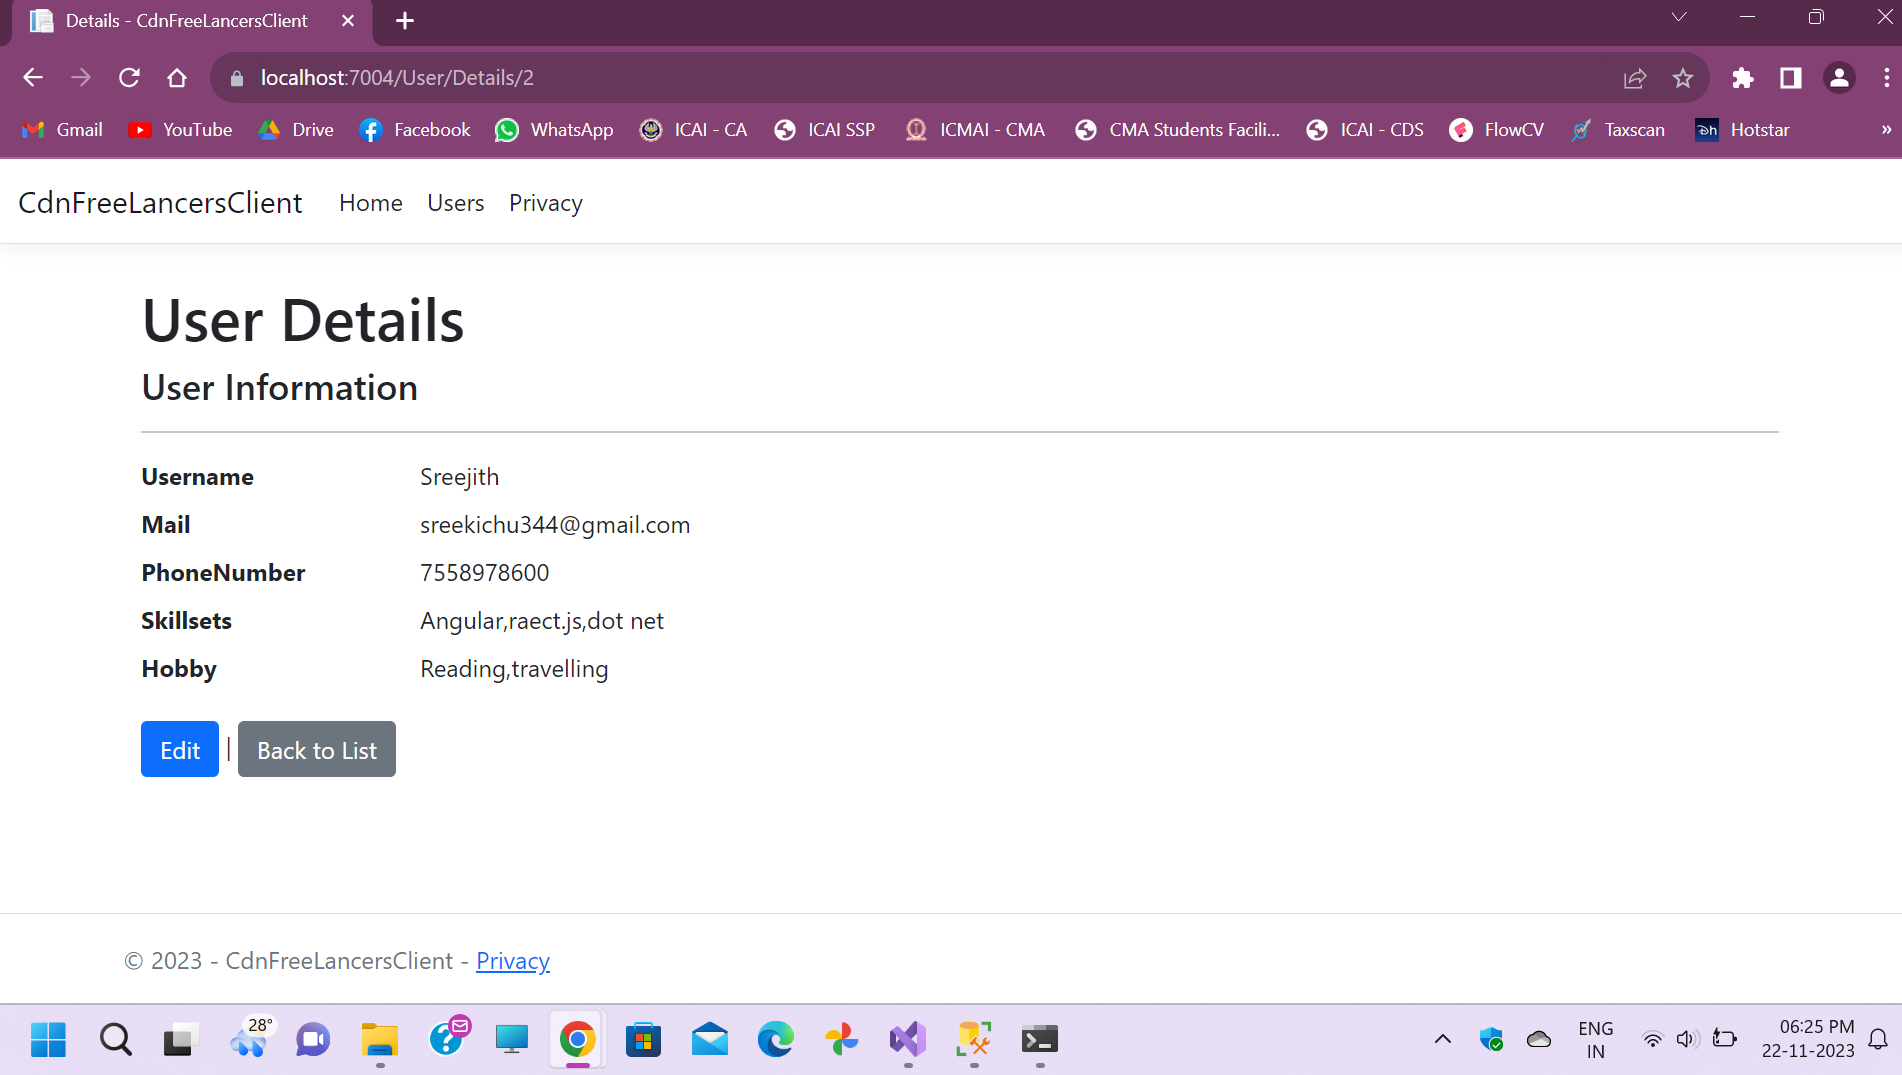 Details - CdnFreeLancersClient
localhost:7004/User/Details/2
Gmail YouTube Drive Facebook WhatsApp ICAI - CA ICAI SSP ICMAI - CMA CMA Students Facili... ICAI - CDS FlowCV Taxscan Hotstar »
CdnFreeLancersClient Home Users Privacy
User Details
User Information
Username Sreejith
Mail sreekichu344@gmail.com
PhoneNumber 7558978600
Skillsets Angular,raect.js,dot net
Hobby Reading,travelling
Edit | Back to List
© 2023 - CdnFreeLancersClient - Privacy
28°
ENG
IN
06:25 PM
22-11-2023